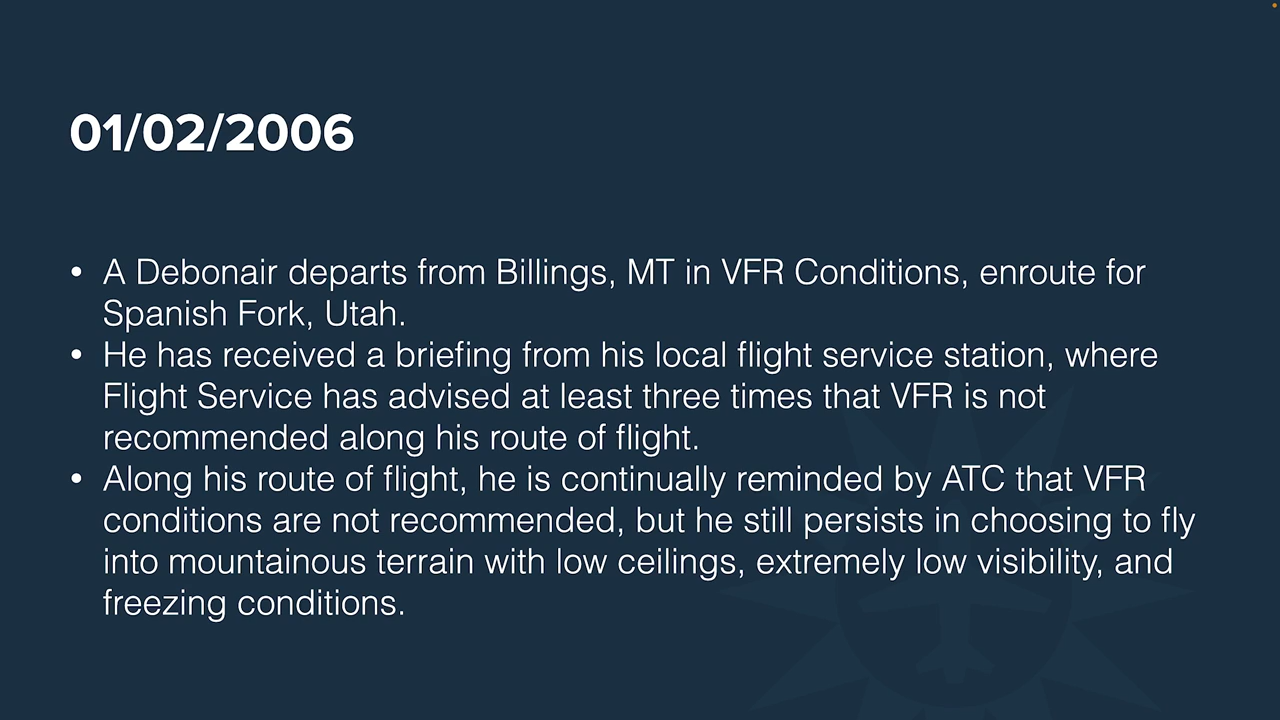 01/02/2006
• A Debonair departs from Billings, MT in VFR Conditions, enroute for
Spanish Fork, Utah.
• He has received a briefing from his local flight service station, where
Flight Service has advised at least three times that VFR is not
recommended along his route of flight.
• Along his route of flight, he is continually reminded by ATC that VFR
conditions are not recommended, but he still persists in choosing to fly
into mountainous terrain with low ceilings, extremely low visibility, and
freezing conditions.